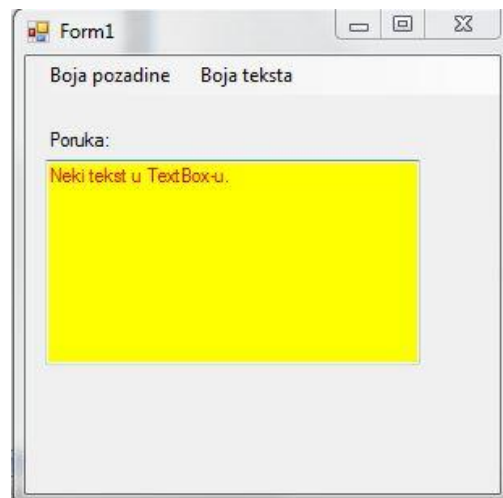 Form1
Boja pozadine Boja teksta
Poruka:
Neki tekst u TextBox-u.